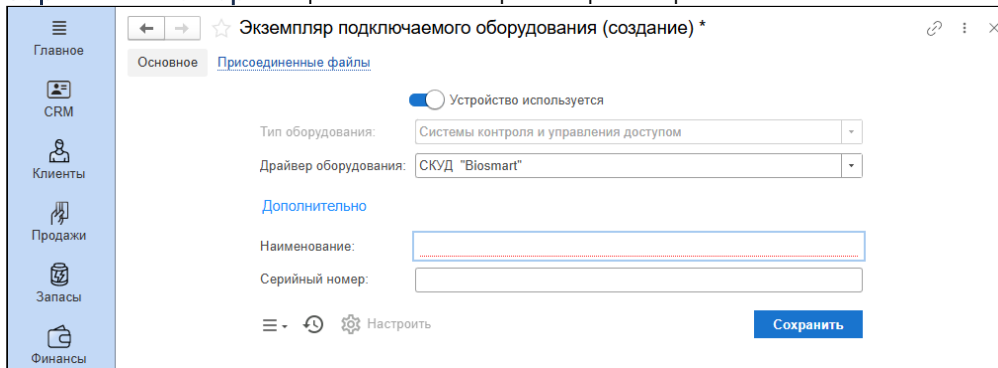 Главное
CRM
Клиенты
Продажи
Запасы
Финансы
Экземпляр подключаемого оборудования (создание) *
Основное Присоединенные файлы
Устройство используется
Тип оборудования: Системы контроля и управления доступом
Драйвер оборудования: СКУД "Biosmart"
Дополнительно
Наименование:
Серийный номер:
Настроить Сохранить